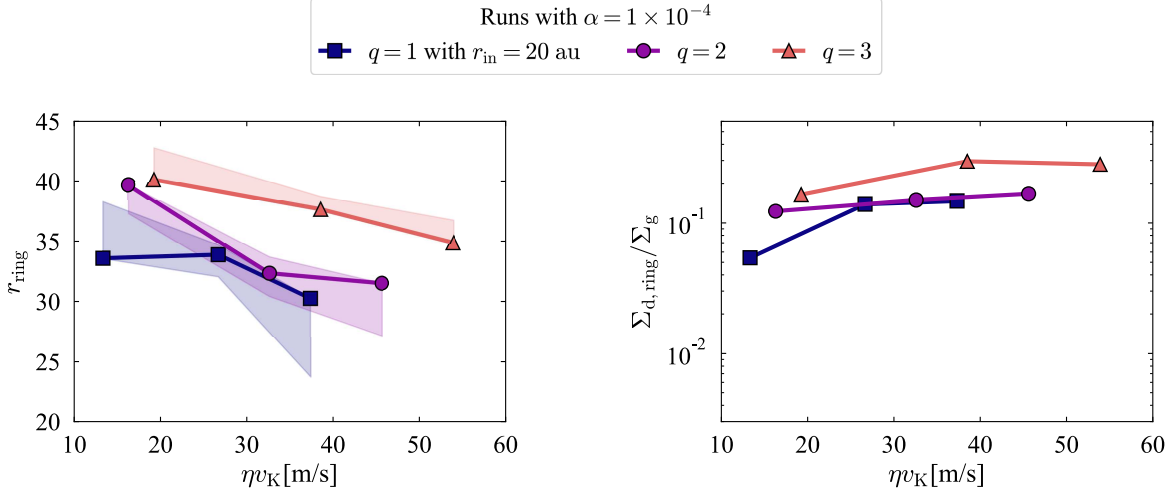 Runs with α = 1 × 10⁻⁴
q = 1 with r_in = 20 au
q = 2
q = 3
45
40
35
30
25
20
r_ring
10 20 30 40 50 60
ηv_K[m/s]
10⁻¹
10⁻²
Σ_d, ring/Σ_g
10 20 30 40 50 60
ηv_K[m/s]